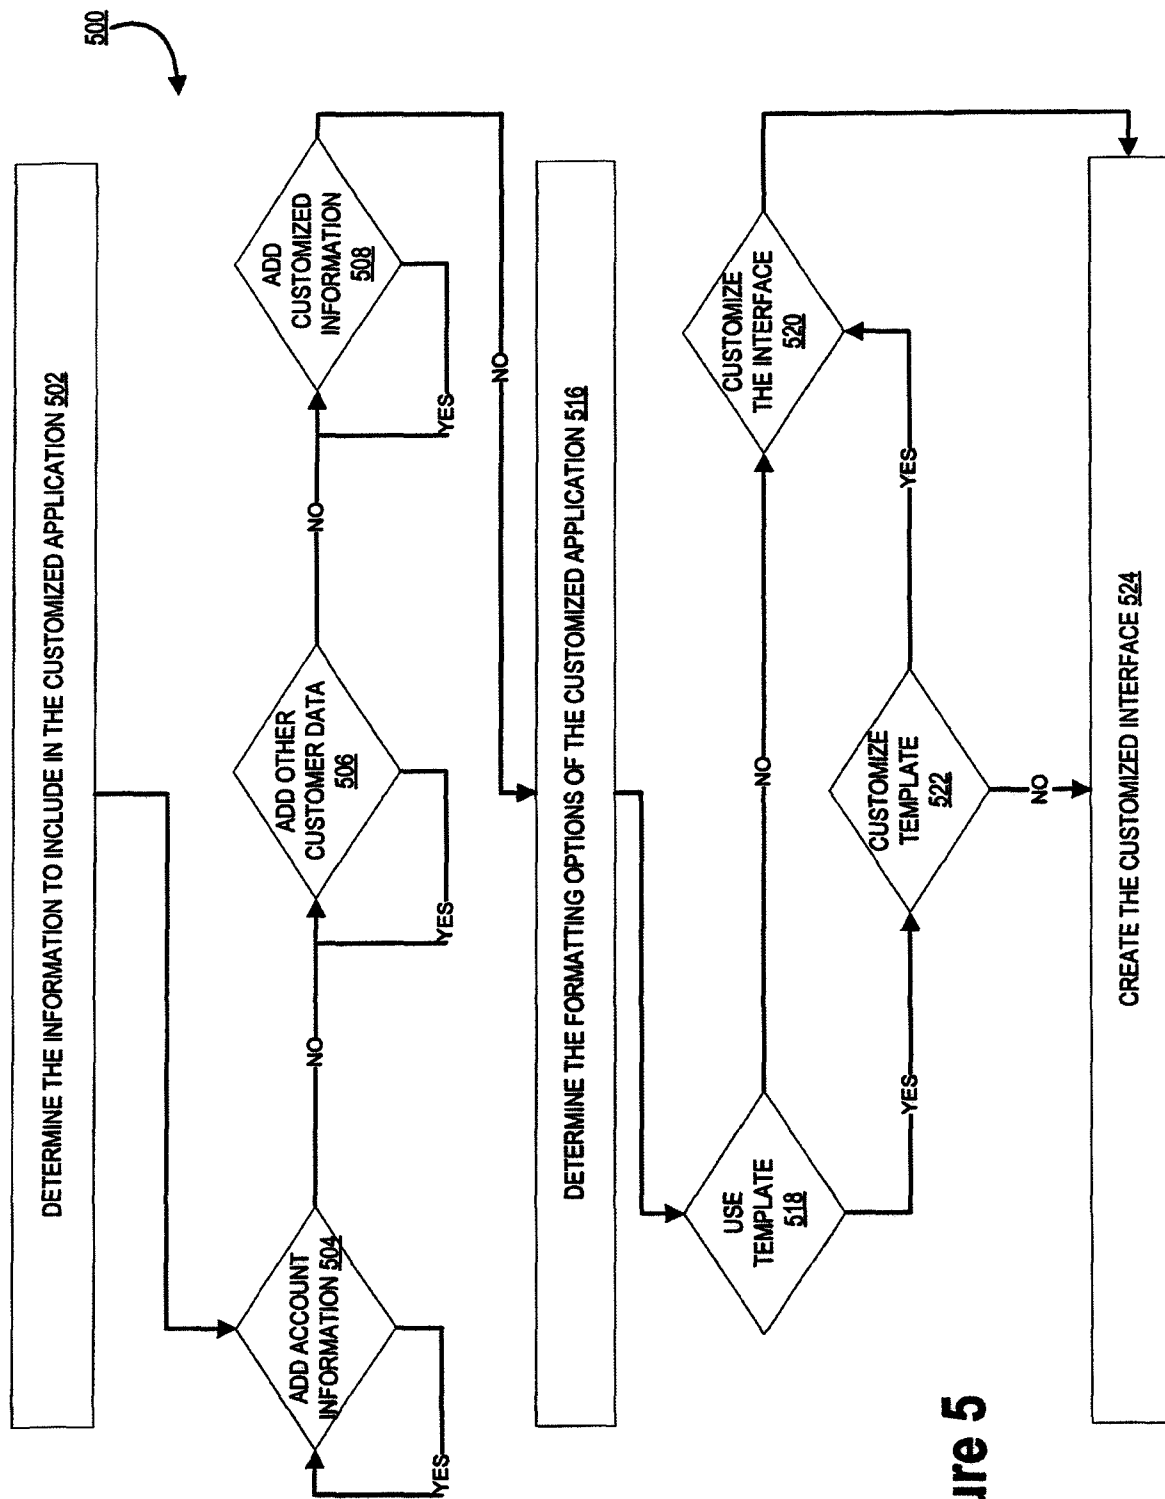 500
DETERMINE THE INFORMATION TO INCLUDE IN THE CUSTOMIZED APPLICATION 502
ADD ACCOUNT
INFORMATION 504
YES
NO
ADD OTHER
CUSTOMER DATA
506
YES
NO
ADD
CUSTOMIZED
INFORMATION
508
YES
NO
DETERMINE THE FORMATTING OPTIONS OF THE CUSTOMIZED APPLICATION 516
USE
TEMPLATE
518
NO
YES
CUSTOMIZE
THE INTERFACE
520
CUSTOMIZE
TEMPLATE
522
YES
NO
CREATE THE CUSTOMIZED INTERFACE 524
ure 5